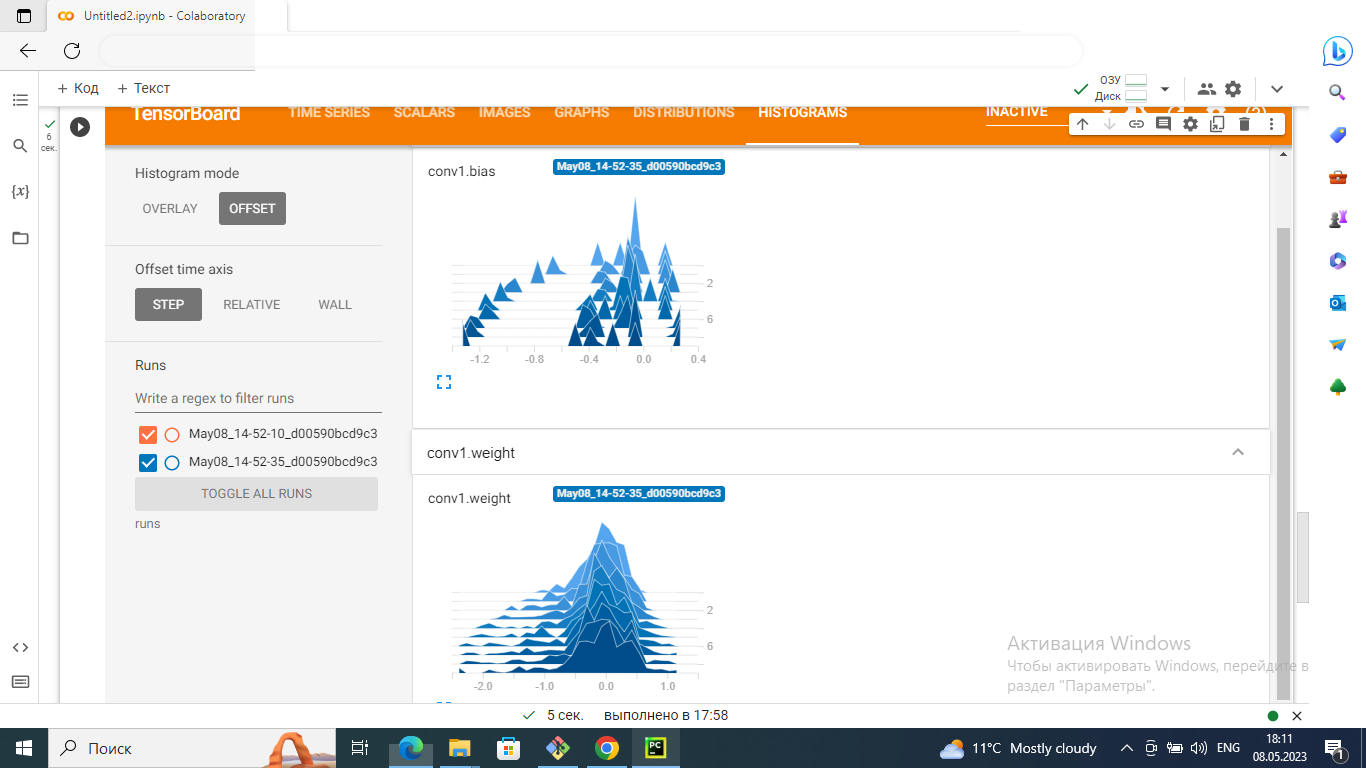 Untitled2.ipynb - Colaboratory
+ Код + Текст
ОЗУ
Диск
6
сек.
TensorBoard TIME SERIES SCALARS IMAGES GRAPHS DISTRIBUTIONS HISTOGRAMS INACTIVE
Histogram mode
OVERLAY OFFSET
Offset time axis
STEP RELATIVE WALL
Runs
Write a regex to filter runs
May08_14-52-10_d00590bcd9c3
May08_14-52-35_d00590bcd9c3
TOGGLE ALL RUNS
runs
conv1.bias May08_14-52-35_d00590bcd9c3
2
6
-1.2 -0.8 -0.4 0.0 0.4
conv1.weight
conv1.weight May08_14-52-35_d00590bcd9c3
2
6
-2.0 -1.0 0.0 1.0
Активация Windows
Чтобы активировать Windows, перейдите в
раздел "Параметры".
5 сек. выполнено в 17:58
Поиск
PC
11°C Mostly cloudy
ENG
18:11
08.05.2023
1